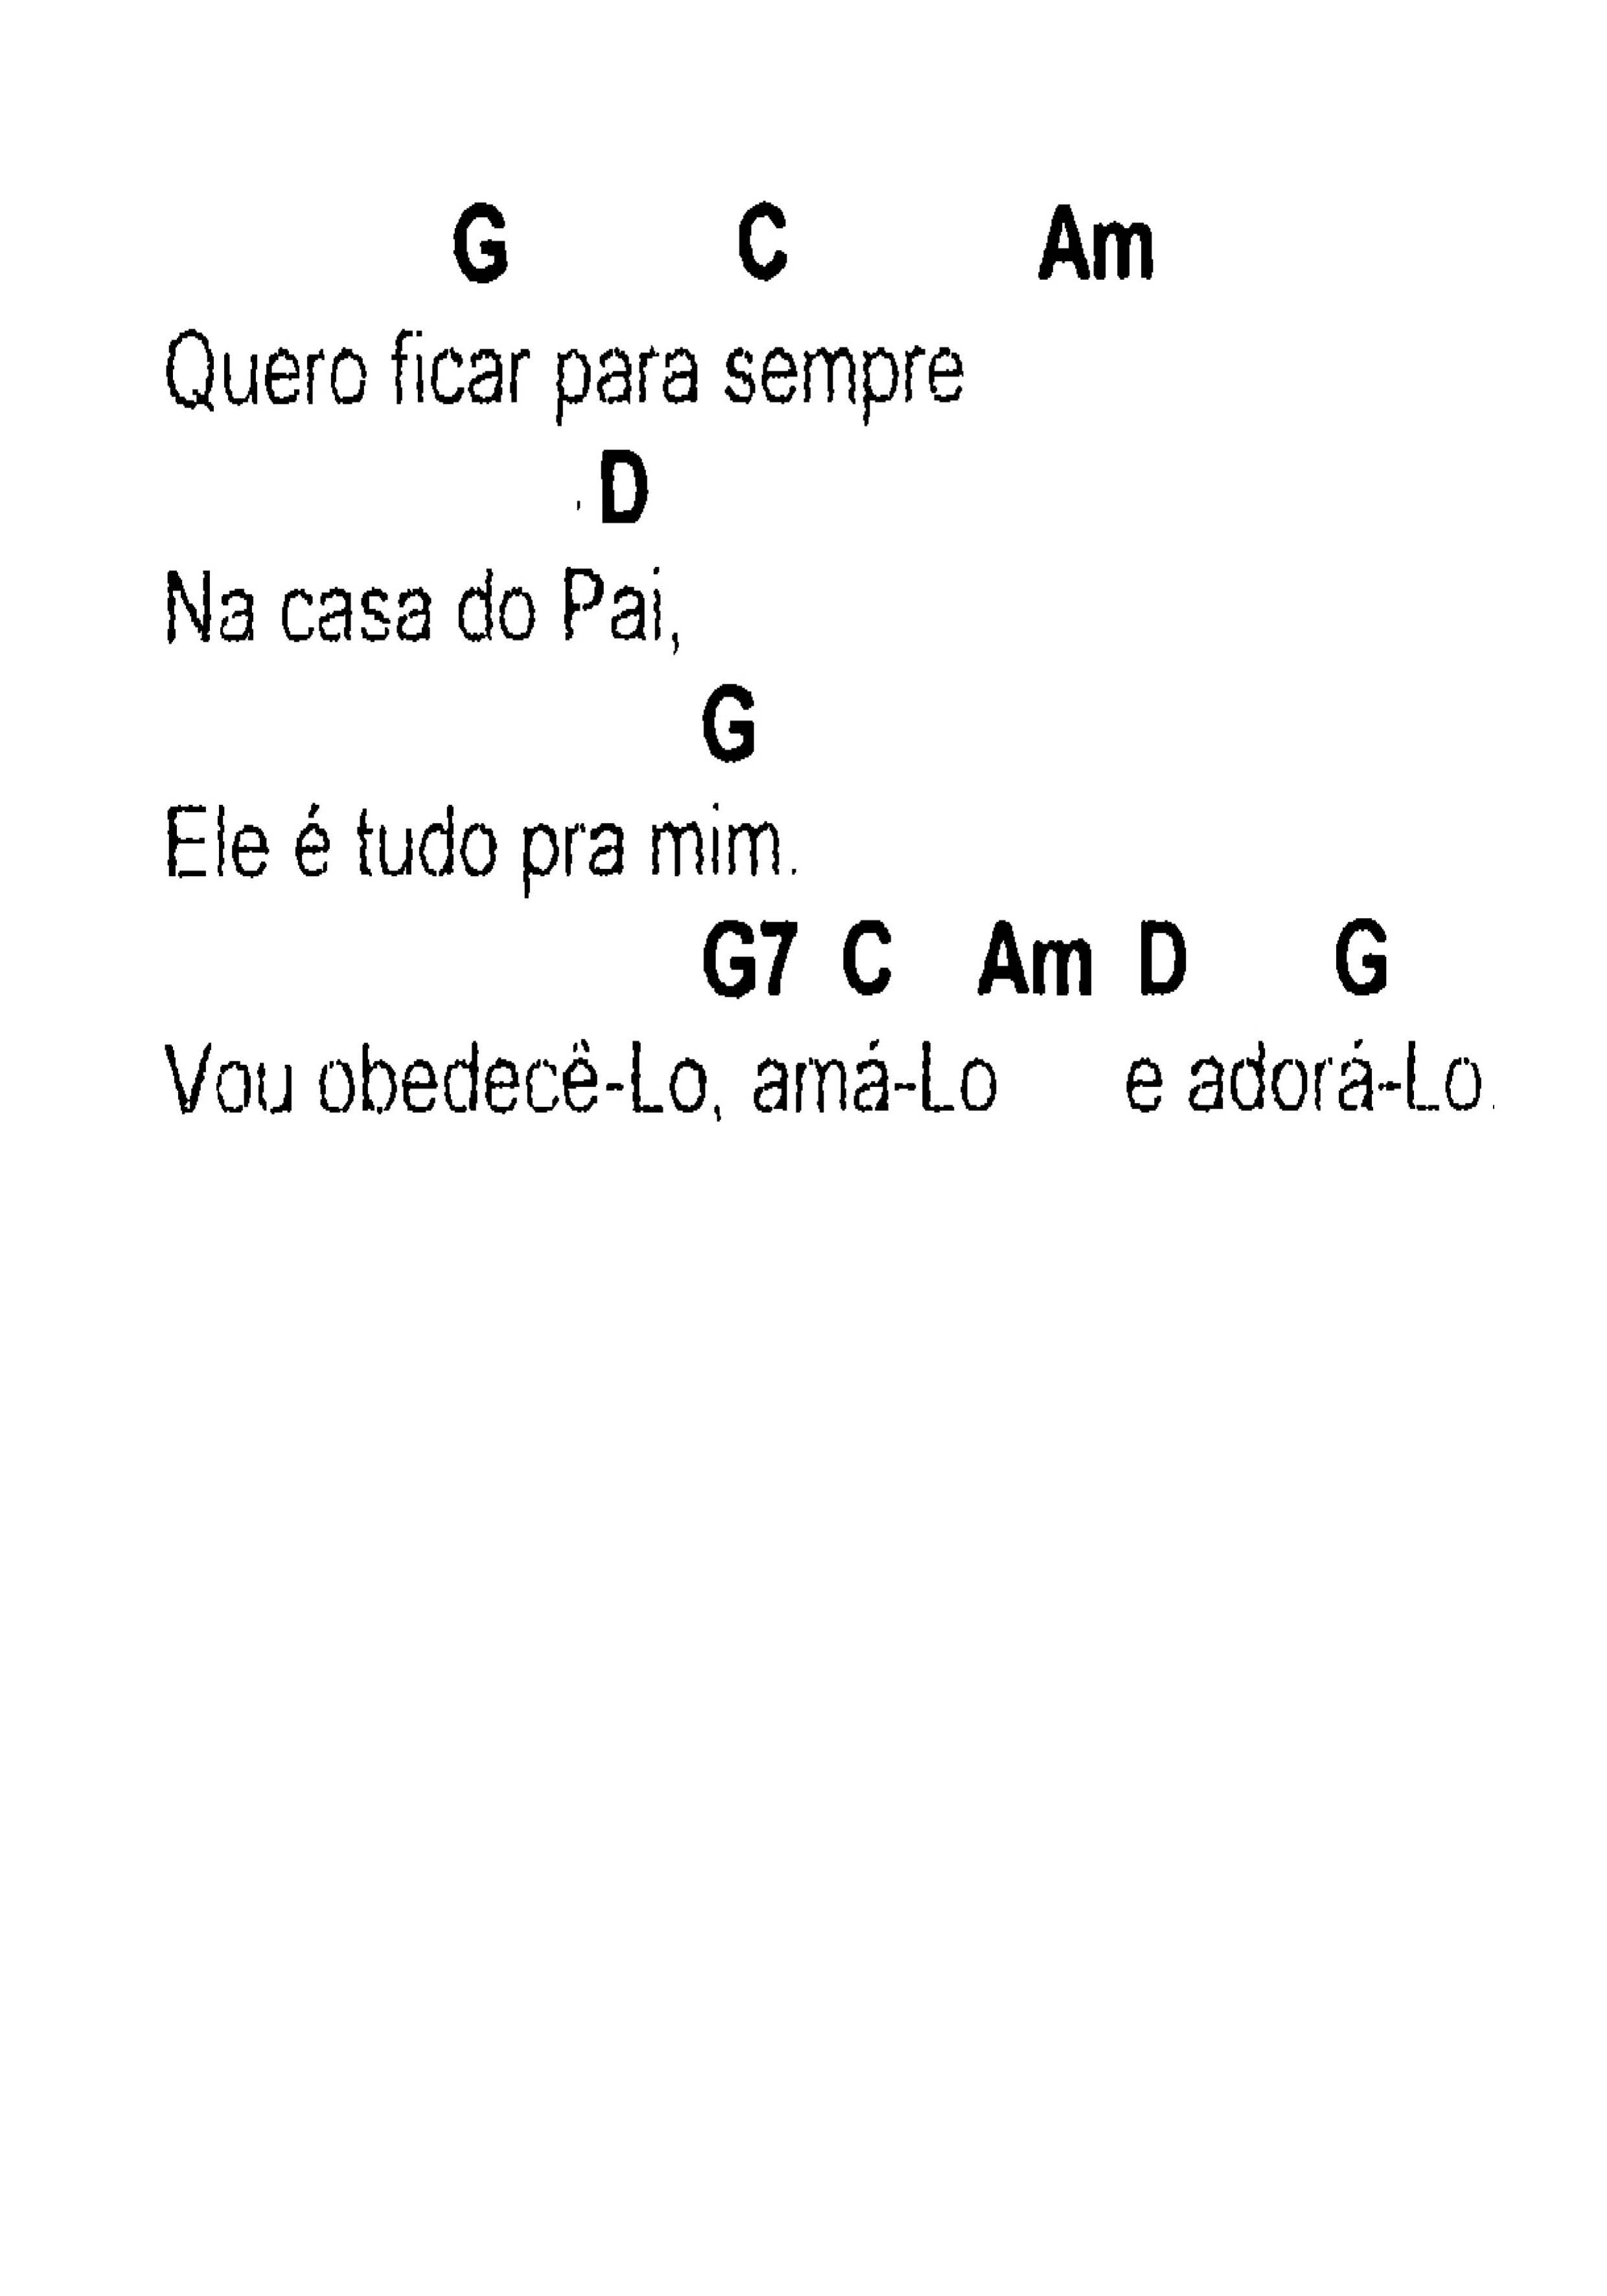 G C Am
Quero ficar para sempre
D
Na casa do Pai,
G
Ele é tudo pra mim.
G7 C Am D G
Vou obedecê-Lo, amá-Lo e adorá-Lo.